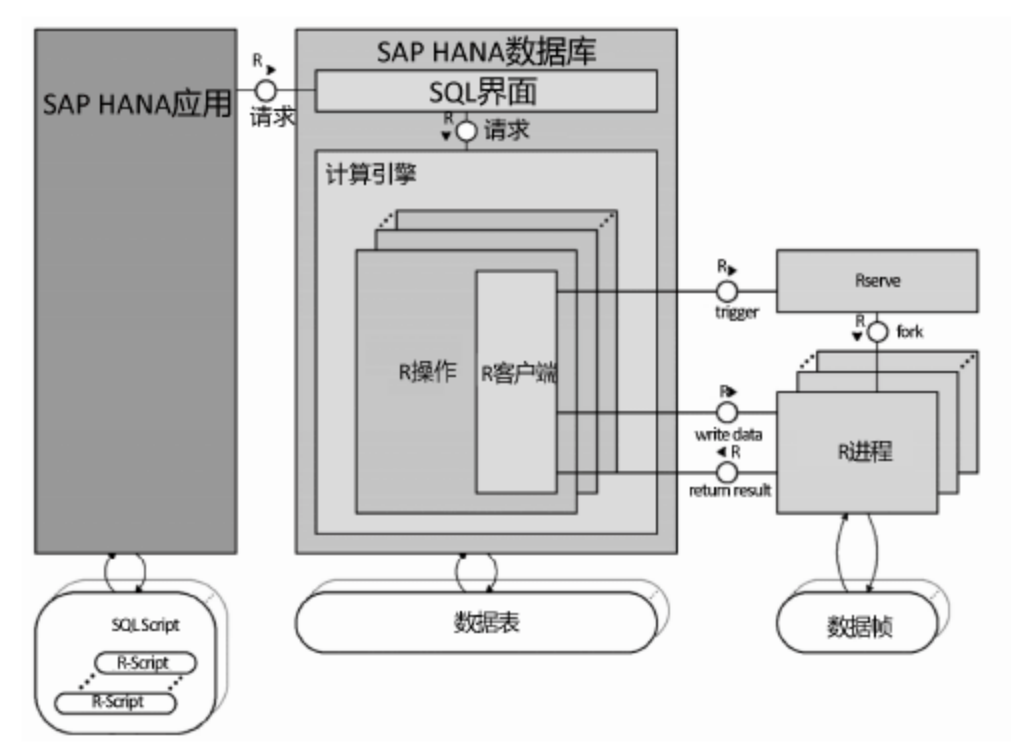 SAP HANA应用
R
请求
SAP HANA数据库
SQL界面
R
请求
计算引擎
R操作
R客户端
R
trigger
Rserve
R
fork
R
write data
R
return result
R进程
SQL Script
R-Script
R-Script
数据表
数据帧